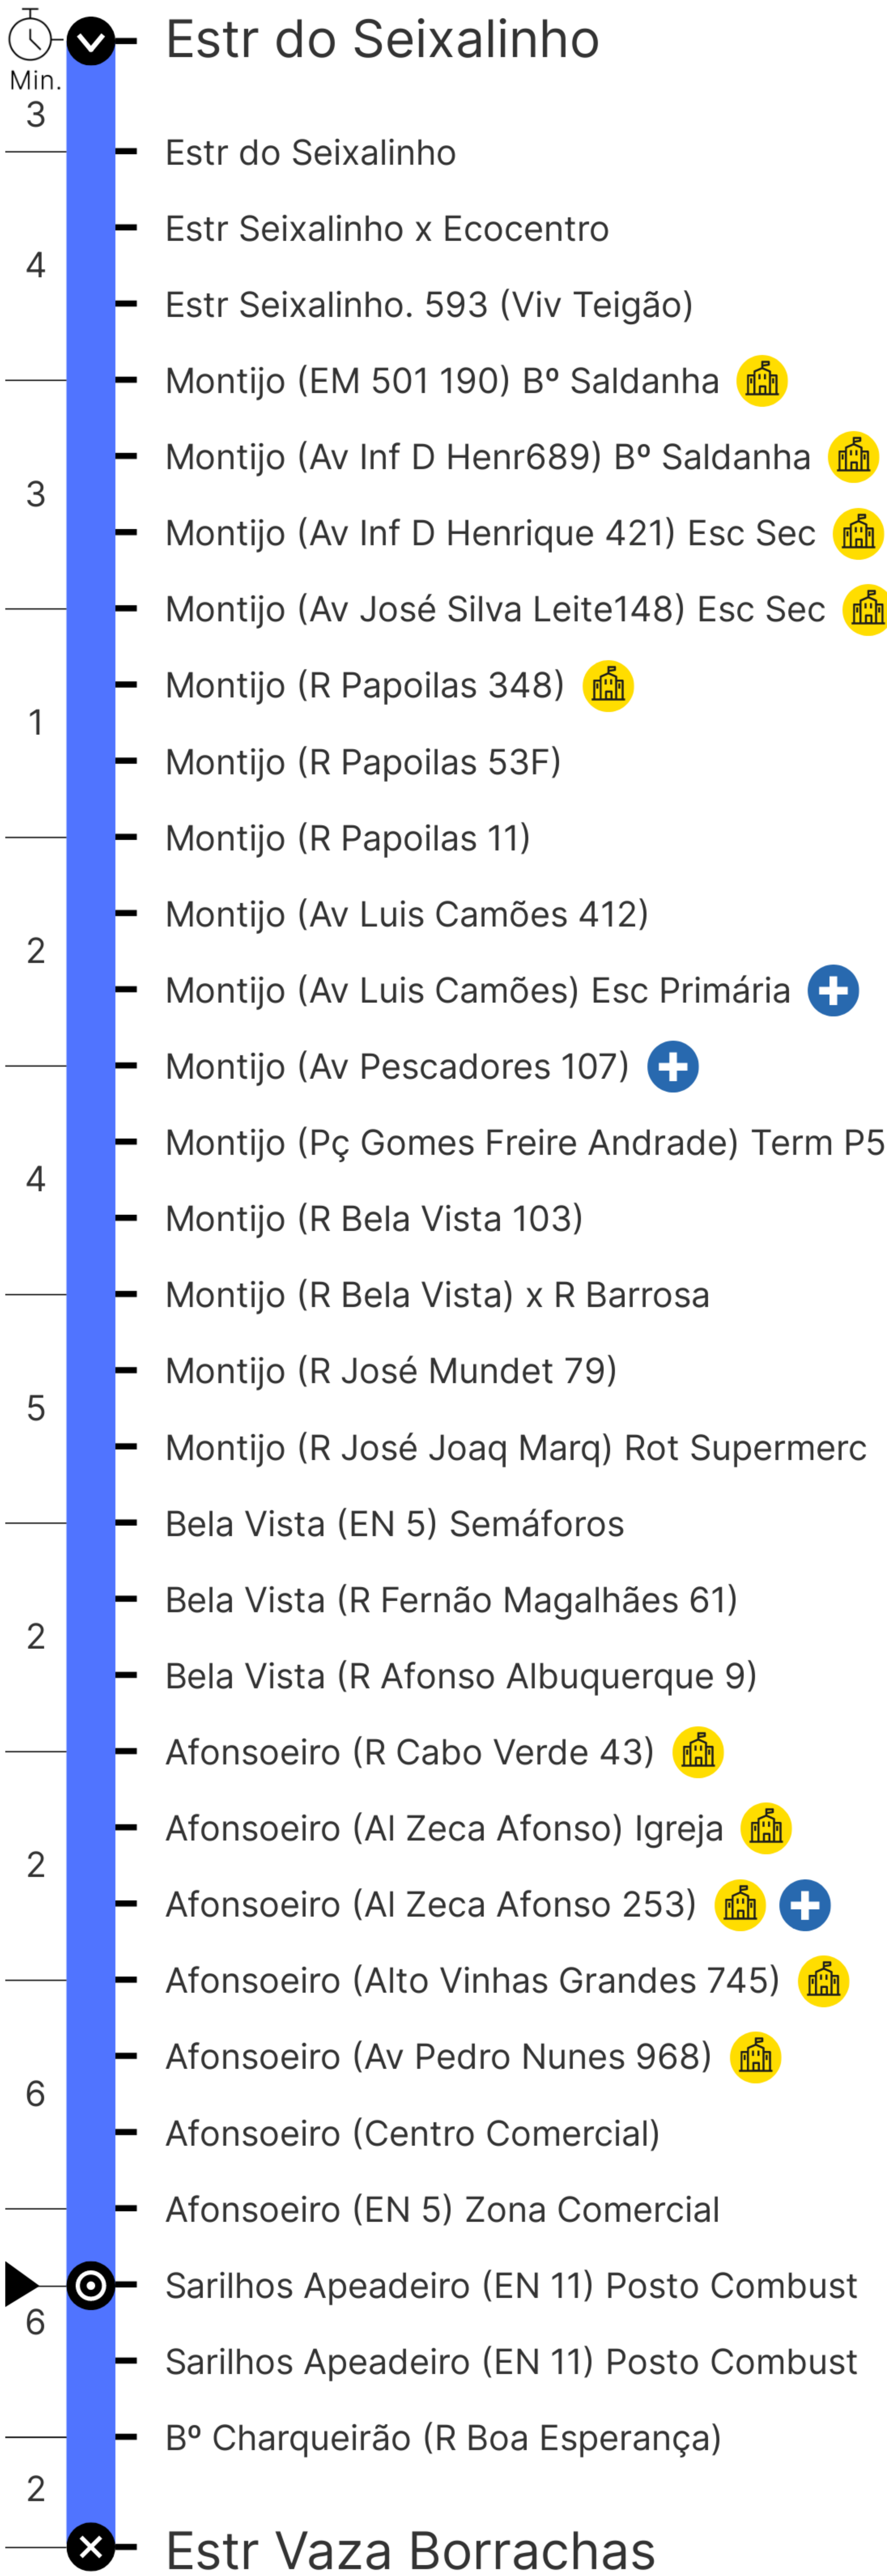 Estr do Seixalinho
Min.
3
Estr do Seixalinho
Estr Seixalinho x Ecocentro
4
Estr Seixalinho. 593 (Viv Teigão)
Montijo (EM 501 190) Bº Saldanha
Montijo (Av Inf D Henr689) Bº Saldanha
3
Montijo (Av Inf D Henrique 421) Esc Sec
Montijo (Av José Silva Leite148) Esc Sec
Montijo (R Papoilas 348)
1
Montijo (R Papoilas 53F)
Montijo (R Papoilas 11)
Montijo (Av Luis Camões 412)
2
Montijo (Av Luis Camões) Esc Primária
Montijo (Av Pescadores 107)
Montijo (Pç Gomes Freire Andrade) Term P5
4
Montijo (R Bela Vista 103)
Montijo (R Bela Vista) x R Barrosa
Montijo (R José Mundet 79)
5
Montijo (R José Joaq Marq) Rot Supermerc
Bela Vista (EN 5) Semáforos
Bela Vista (R Fernão Magalhães 61)
2
Bela Vista (R Afonso Albuquerque 9)
Afonsoeiro (R Cabo Verde 43)
Afonsoeiro (Al Zeca Afonso) Igreja
2
Afonsoeiro (Al Zeca Afonso 253)
Afonsoeiro (Alto Vinhas Grandes 745)
Afonsoeiro (Av Pedro Nunes 968)
6
Afonsoeiro (Centro Comercial)
Afonsoeiro (EN 5) Zona Comercial
Sarilhos Apeadeiro (EN 11) Posto Combust
6
Sarilhos Apeadeiro (EN 11) Posto Combust
Bº Charqueirão (R Boa Esperança)
2
Estr Vaza Borrachas